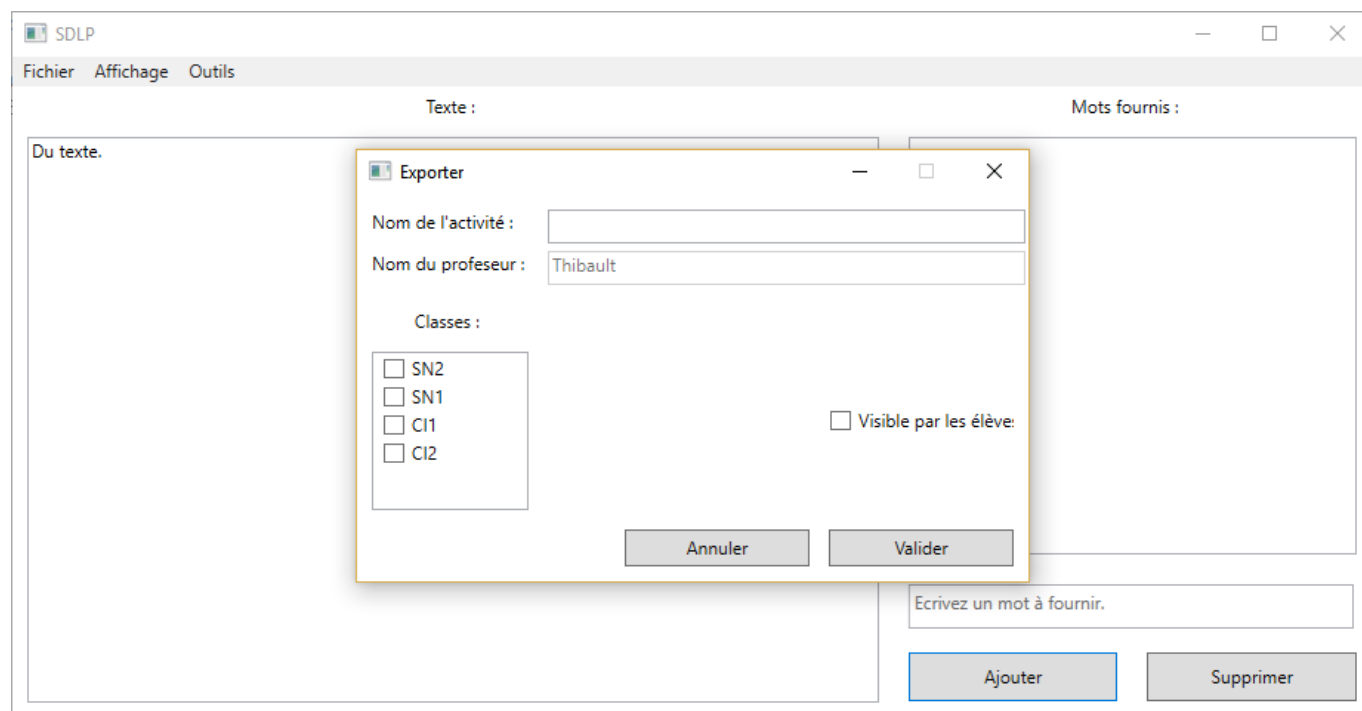 SDLP
Fichier Affichage Outils
Texte :
Mots fournis :
Du texte.
Exporter
Nom de l'activité :
Nom du profeseur : Thibault
Classes :
SN2
SN1
CI1
CI2
Visible par les élève
Annuler Valider
Ecrivez un mot à fournir.
Ajouter Supprimer